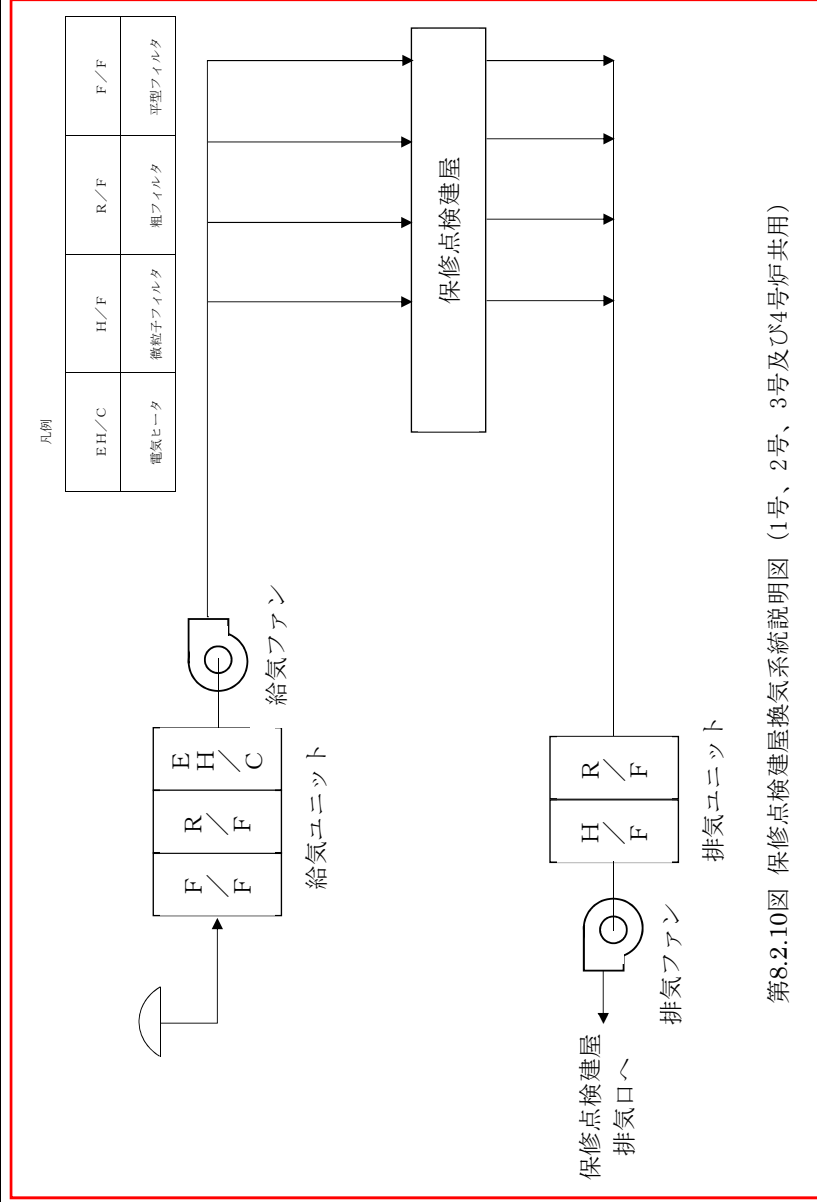 凡例
EH/C
H/F
R/F
F/F
電気ヒータ
微粒子フィルタ
粗フィルタ
平型フィルタ
F/F
R/F
EH/C
給気ユニット
給気ファン
保修点検建屋
保修点検建屋
排気口へ
排気ファン
H/F
R/F
排気ユニット
第8.2.10図 保修点検建屋換気系統説明図(1号、2号、3号及び4号炉共用)